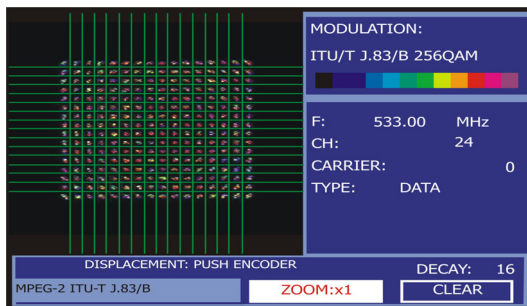 MODULATION:
ITU/T J.83/B 256QAM
F: 533.00 MHz
CH: 24
CARRIER: 0
TYPE: DATA
DISPLACEMENT: PUSH ENCODER
DECAY: 16
MPEG-2 ITU-T J.83/B
ZOOM:x1
CLEAR